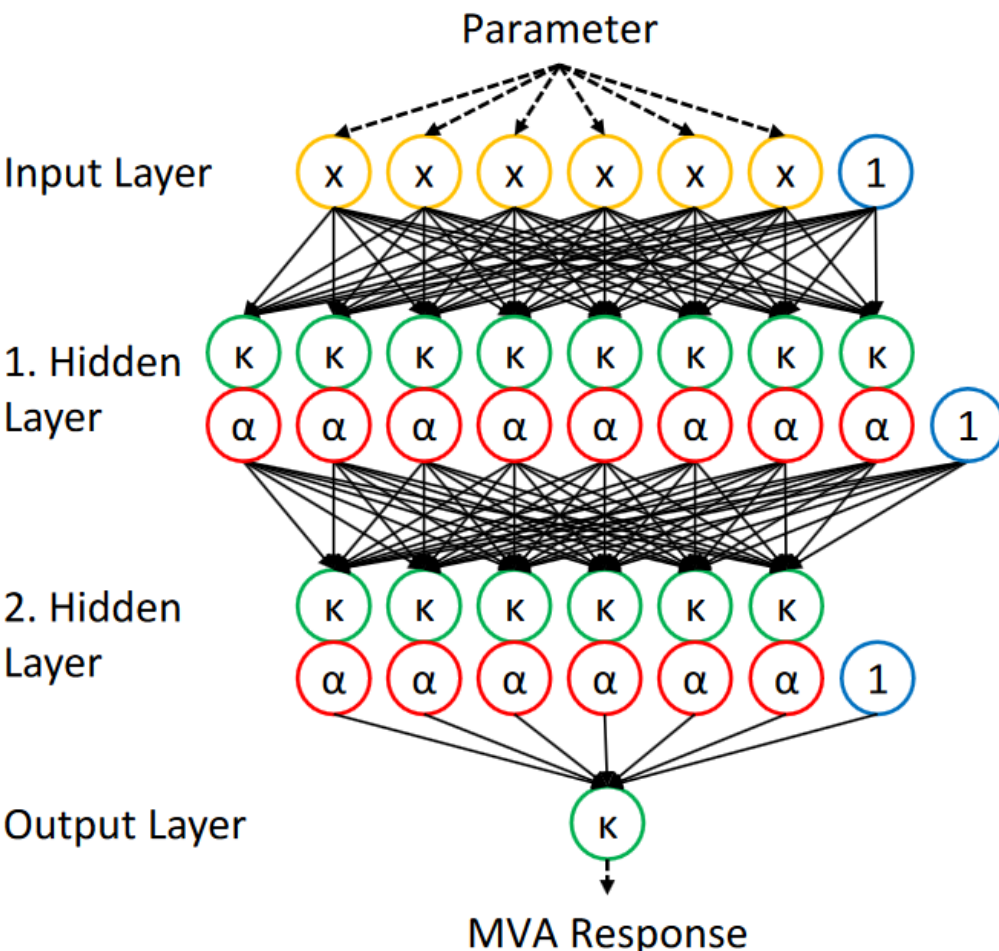 Parameter
Input Layer
x x x x x x 1
1. Hidden
Layer
κ κ κ κ κ κ κ κ
α α α α α α α α 1
2. Hidden
Layer
κ κ κ κ κ κ
α α α α α α 1
Output Layer
κ
MVA Response